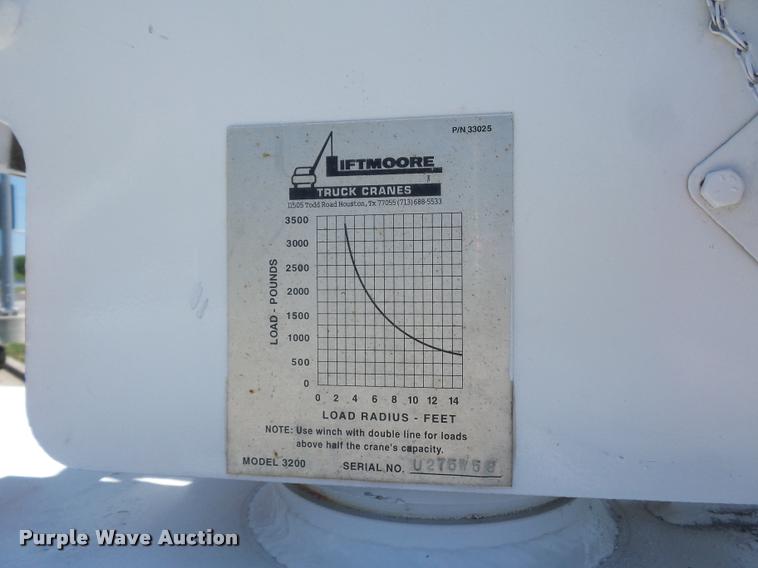 P/N 33025
LIFTMOORE
TRUCK CRANES
11505 Todd Road Houston, Tx 77055 (713) 688-5533
3500
3000
2500
2000
1500
1000
500
0
LOAD - POUNDS
0 2 4 6 8 10 12 14
LOAD RADIUS - FEET
NOTE: Use winch with double line for loads
above half the crane's capacity.
MODEL 3200 SERIAL NO.
Purple Wave Auction